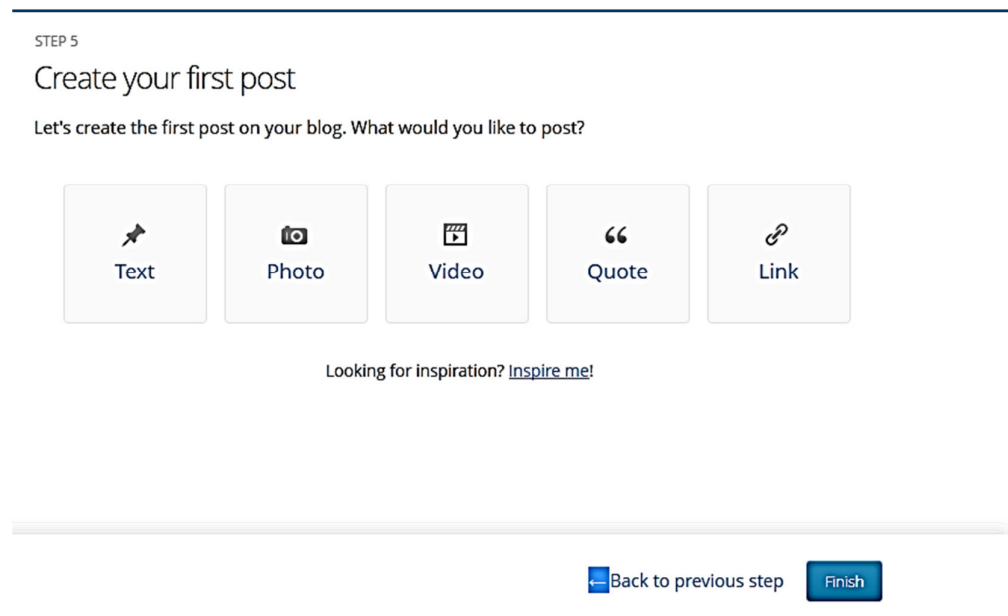 STEP 5
Create your first post
Let's create the first post on your blog. What would you like to post?
Text Photo Video Quote Link
Looking for inspiration? Inspire me!
←Back to previous step Finish